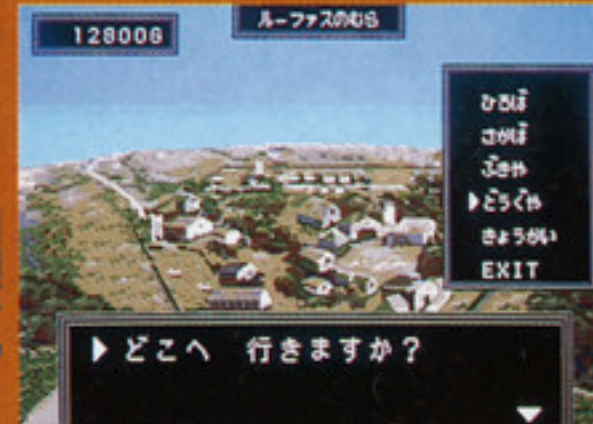 12800G
ルーファスのむら
ひろば
さかば
ぶきや
▶どうぐや
きょうかい
EXIT
▶どこへ 行きますか?